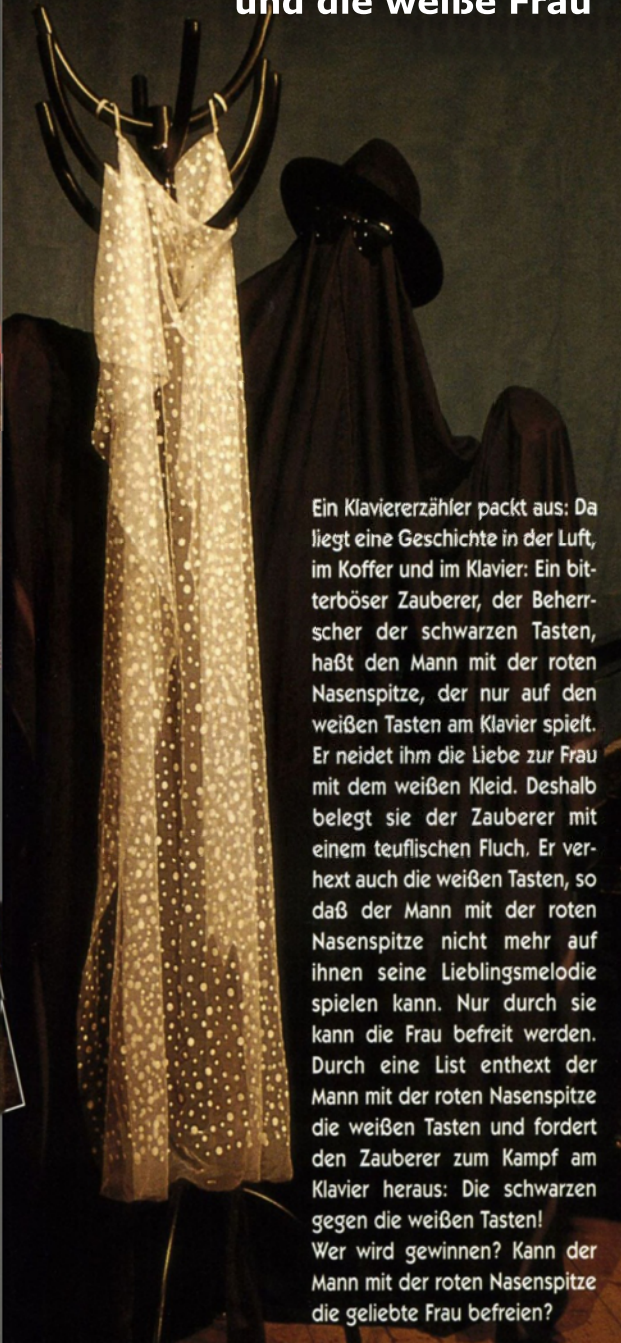 und die weiße Frau
Ein Klaviererzähler packt aus: Da
liegt eine Geschichte in der Luft,
im Koffer und im Klavier: Ein bit-
terböser Zauberer, der Beherr-
scher der schwarzen Tasten,
haßt den Mann mit der roten
Nasenspitze, der nur auf den
weißen Tasten am Klavier spielt.
Er neidet ihm die Liebe zur Frau
mit dem weißen Kleid. Deshalb
belegt sie der Zauberer mit
einem teuflischen Fluch. Er ver-
hext auch die weißen Tasten, so
daß der Mann mit der roten
Nasenspitze nicht mehr auf
ihnen seine Lieblingsmelodie
spielen kann. Nur durch sie
kann die Frau befreit werden.
Durch eine List enthext der
Mann mit der roten Nasenspitze
die weißen Tasten und fordert
den Zauberer zum Kampf am
Klavier heraus: Die schwarzen
gegen die weißen Tasten!
Wer wird gewinnen? Kann der
Mann mit der roten Nasenspitze
die geliebte Frau befreien?